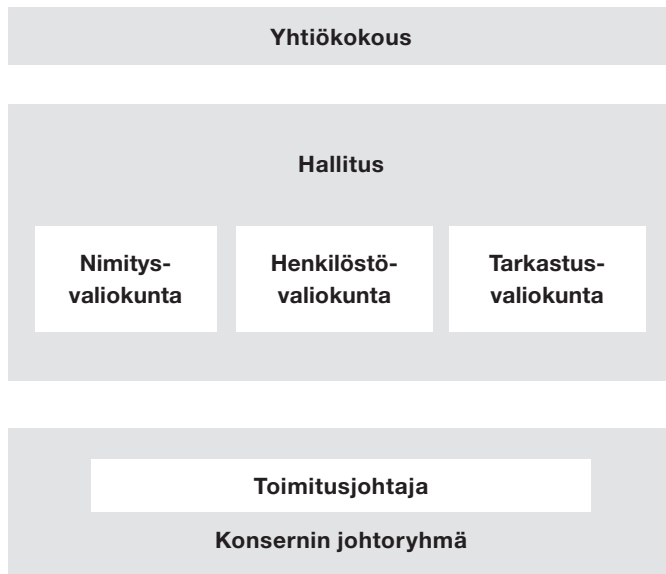 Yhtiökokous
Hallitus
Nimitys-
valiokunta
Henkilöstö-
valiokunta
Tarkastus-
valiokunta
Toimitusjohtaja
Konsernin johtoryhmä